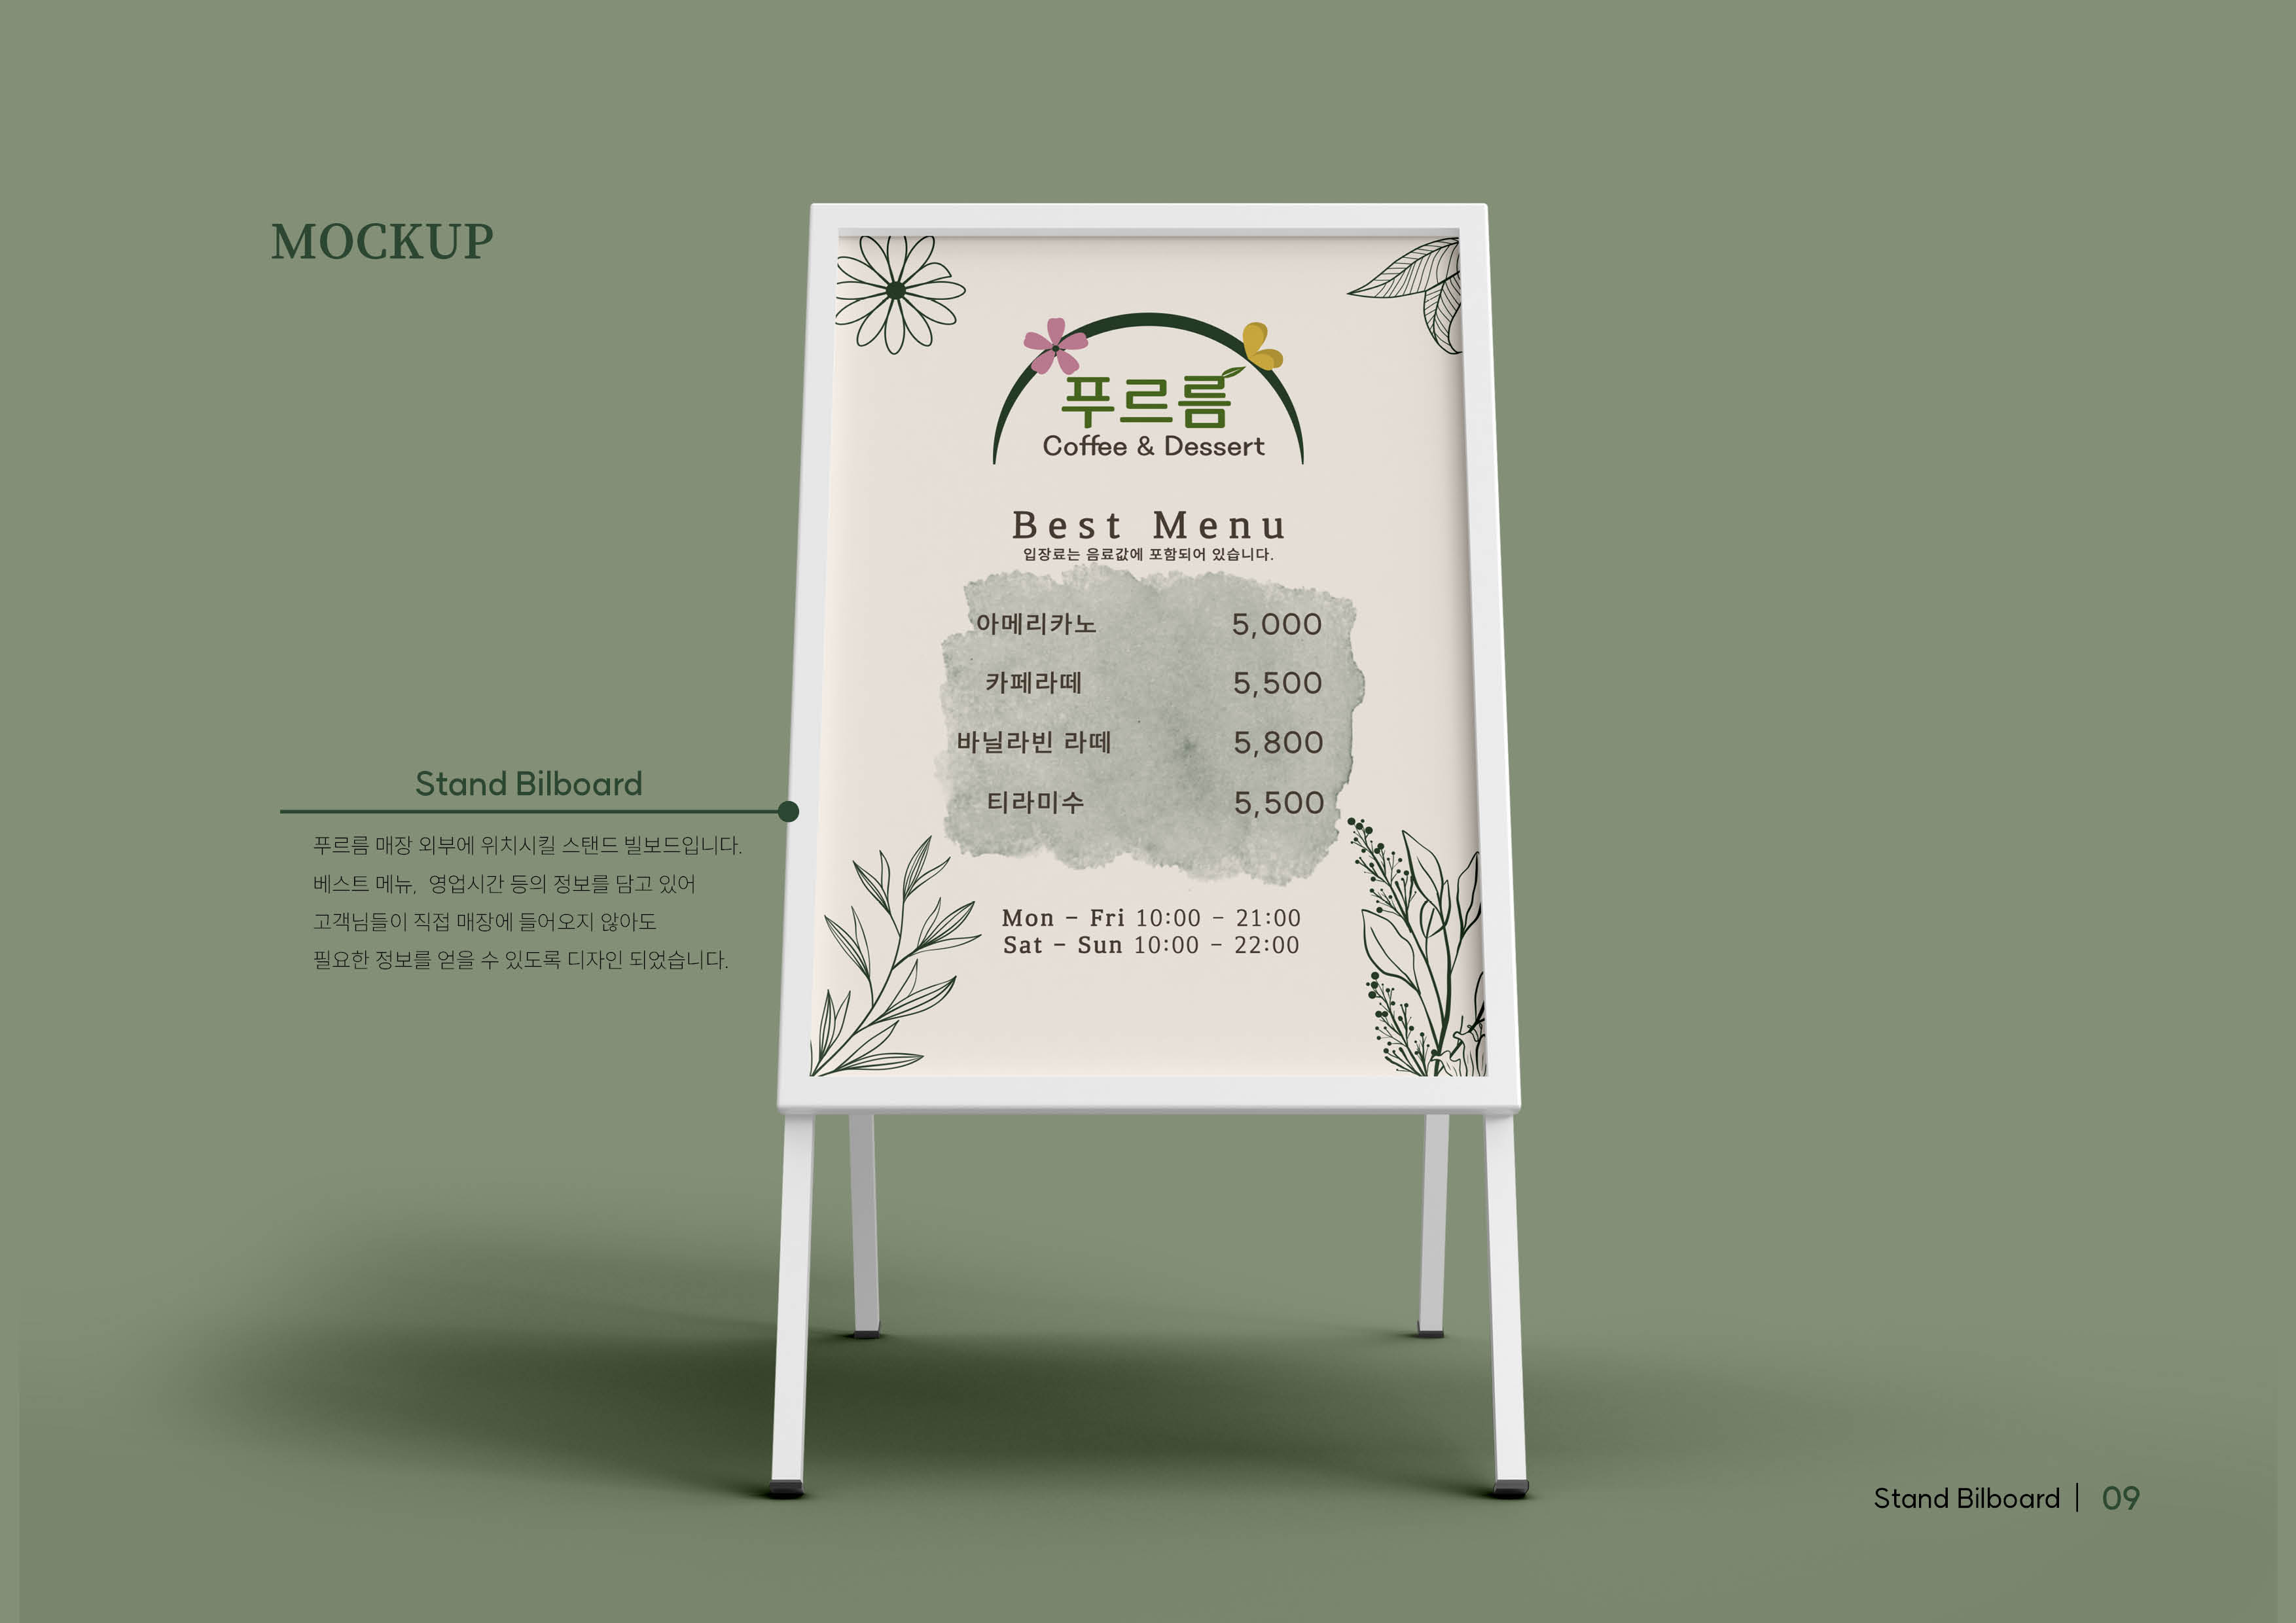 MOCKUP
푸르름
Coffee & Dessert
Best Menu
입장료는 음료값에 포함되어 있습니다.
아메리카노 5,000
카페라떼 5,500
바닐라빈 라떼 5,800
티라미수 5,500
Mon - Fri 10:00 - 21:00
Sat - Sun 10:00 - 22:00
Stand Bilboard
푸르름 매장 외부에 위치시킬 스탠드 빌보드입니다.
베스트 메뉴, 영업시간 등의 정보를 담고 있어
고객님들이 직접 매장에 들어오지 않아도
필요한 정보를 얻을 수 있도록 디자인 되었습니다.
Stand Bilboard | 09